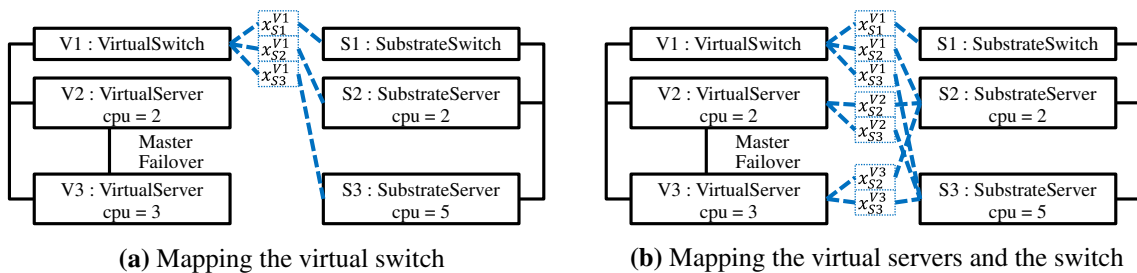 V1 : VirtualSwitch
x_{S1}^{V1}
x_{S2}^{V1}
x_{S3}^{V1}
S1 : SubstrateSwitch
V2 : VirtualServer
cpu = 2
S2 : SubstrateServer
cpu = 2
Master
Failover
V3 : VirtualServer
cpu = 3
S3 : SubstrateServer
cpu = 5
(a) Mapping the virtual switch
V1 : VirtualSwitch
x_{S1}^{V1}
x_{S2}^{V1}
x_{S3}^{V1}
S1 : SubstrateSwitch
V2 : VirtualServer
cpu = 2
x_{S2}^{V2}
x_{S3}^{V2}
S2 : SubstrateServer
cpu = 2
Master
Failover
V3 : VirtualServer
cpu = 3
x_{S2}^{V3}
x_{S3}^{V3}
S3 : SubstrateServer
cpu = 5
(b) Mapping the virtual servers and the switch